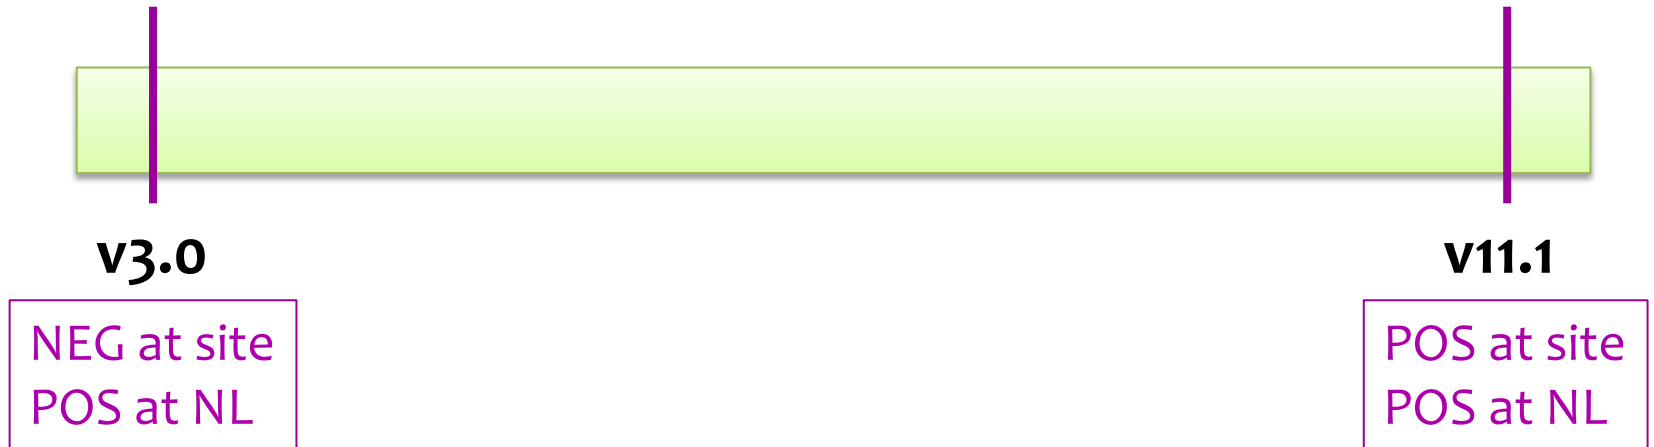 v3.0
NEG at site
POS at NL
v11.1
POS at site
POS at NL